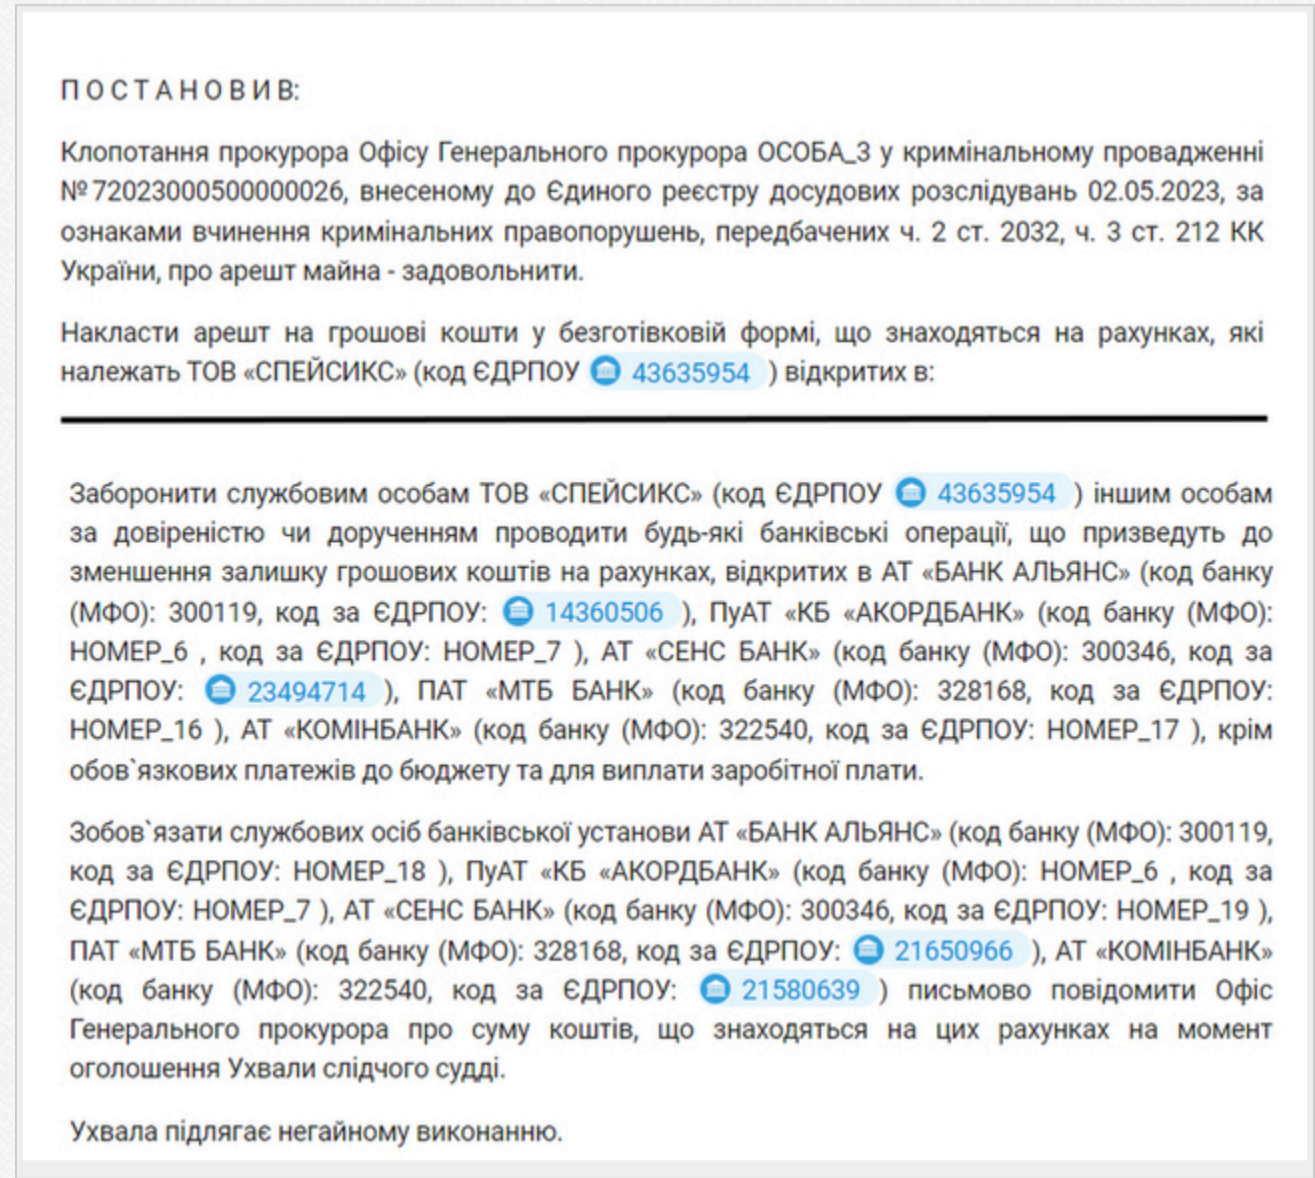 П О С Т А Н О В И В:
Клопотання прокурора Офісу Генерального прокурора ОСОБА_3 у кримінальному провадженні
№ 72023000500000026, внесеному до Єдиного реєстру досудових розслідувань 02.05.2023, за
ознаками вчинення кримінальних правопорушень, передбачених ч. 2 ст. 2032, ч. 3 ст. 212 КК
України, про арешт майна - задовольнити.
Накласти арешт на грошові кошти у безготівковій формі, що знаходяться на рахунках, які
належать ТОВ «СПЕЙСИКС» (код ЄДРПОУ 43635954 ) відкритих в:
Заборонити службовим особам ТОВ «СПЕЙСИКС» (код ЄДРПОУ 43635954 ) іншим особам
за довіреністю чи дорученням проводити будь-які банківські операції, що призведуть до
зменшення залишку грошових коштів на рахунках, відкритих в АТ «БАНК АЛЬЯНС» (код банку
(МФО): 300119, код за ЄДРПОУ: 14360506 ), ПуАТ «КБ «АКОРДБАНК» (код банку (МФО):
НОМЕР_6 , код за ЄДРПОУ: НОМЕР_7 ), АТ «СЕНС БАНК» (код банку (МФО): 300346, код за
ЄДРПОУ: 23494714 ), ПАТ «МТБ БАНК» (код банку (МФО): 328168, код за ЄДРПОУ:
НОМЕР_16 ), АТ «КОМІНБАНК» (код банку (МФО): 322540, код за ЄДРПОУ: НОМЕР_17 ), крім
обов`язкових платежів до бюджету та для виплати заробітної плати.
Зобов`язати службових осіб банківської установи АТ «БАНК АЛЬЯНС» (код банку (МФО): 300119,
код за ЄДРПОУ: НОМЕР_18 ), ПуАТ «КБ «АКОРДБАНК» (код банку (МФО): НОМЕР_6 , код за
ЄДРПОУ: НОМЕР_7 ), АТ «СЕНС БАНК» (код банку (МФО): 300346, код за ЄДРПОУ: НОМЕР_19 ),
ПАТ «МТБ БАНК» (код банку (МФО): 328168, код за ЄДРПОУ: 21650966 ), АТ «КОМІНБАНК»
(код банку (МФО): 322540, код за ЄДРПОУ: 21580639 ) письмово повідомити Офіс
Генерального прокурора про суму коштів, що знаходяться на цих рахунках на момент
оголошення Ухвали слідчого судді.
Ухвала підлягає негайному виконанню.